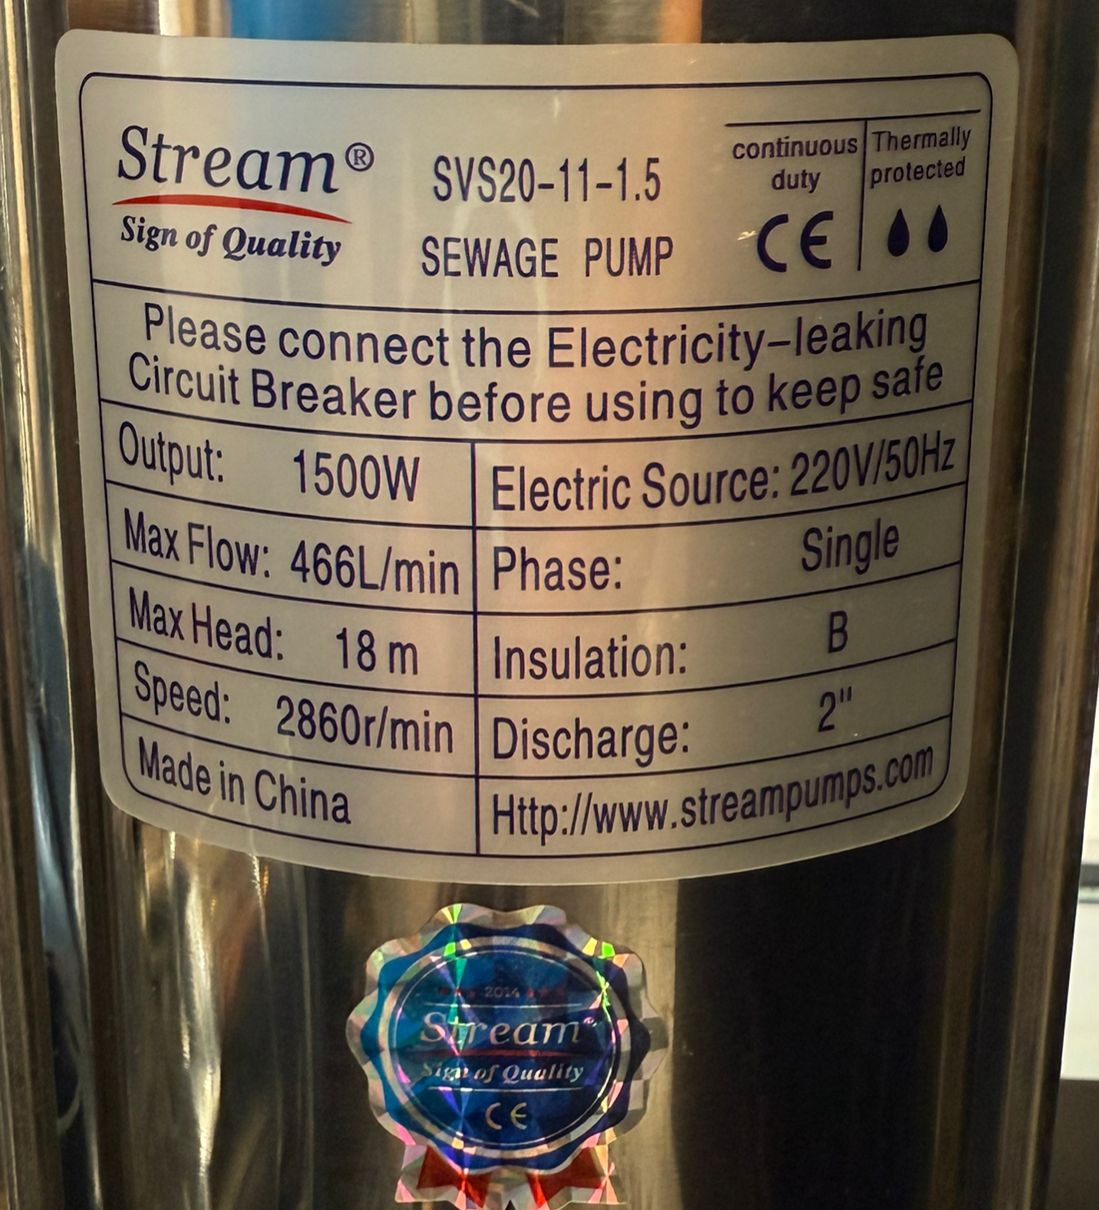 Stream®
Sign of Quality
SVS20-11-1.5
SEWAGE PUMP
continuous
duty
CE
Thermally
protected
Please connect the Electricity-leaking
Circuit Breaker before using to keep safe
Output: 1500W
Electric Source: 220V/50Hz
Max Flow: 466L/min
Phase: Single
Max Head: 18 m
Insulation: B
Speed: 2860r/min
Discharge: 2"
Made in China
Http://www.streampumps.com
2014
Stream
Sign of Quality
CE